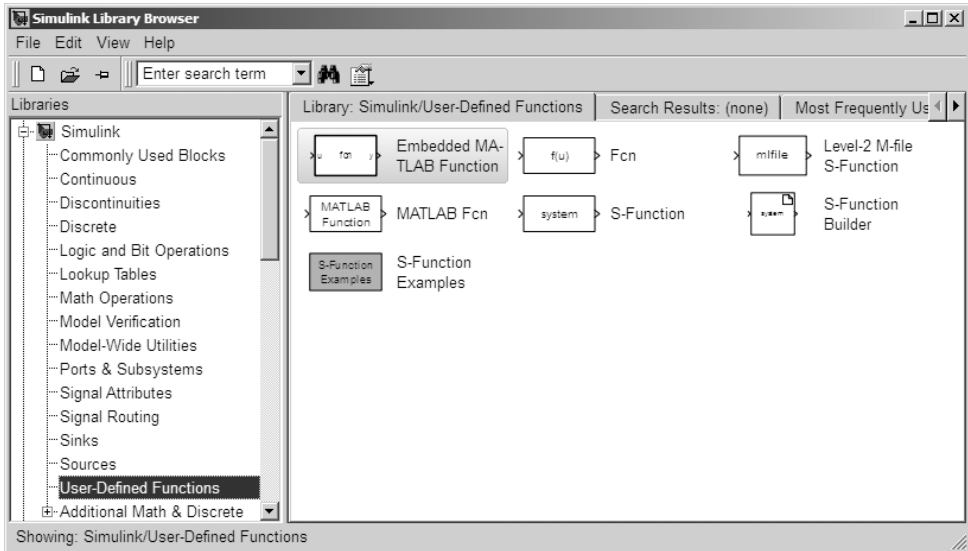 Simulink Library Browser
File Edit View Help
Enter search term
Libraries
Simulink
Commonly Used Blocks
Continuous
Discontinuities
Discrete
Logic and Bit Operations
Lookup Tables
Math Operations
Model Verification
Model-Wide Utilities
Ports & Subsystems
Signal Attributes
Signal Routing
Sinks
Sources
User-Defined Functions
Additional Math & Discrete
Library: Simulink/User-Defined Functions
Search Results: (none)
Most Frequently Us
u fcn y
Embedded MA-
TLAB Function
f(u)
Fcn
mlfile
Level-2 M-file
S-Function
MATLAB
Function
MATLAB Fcn
system
S-Function
system
S-Function
Builder
S-Function
Examples
S-Function
Examples
Showing: Simulink/User-Defined Functions